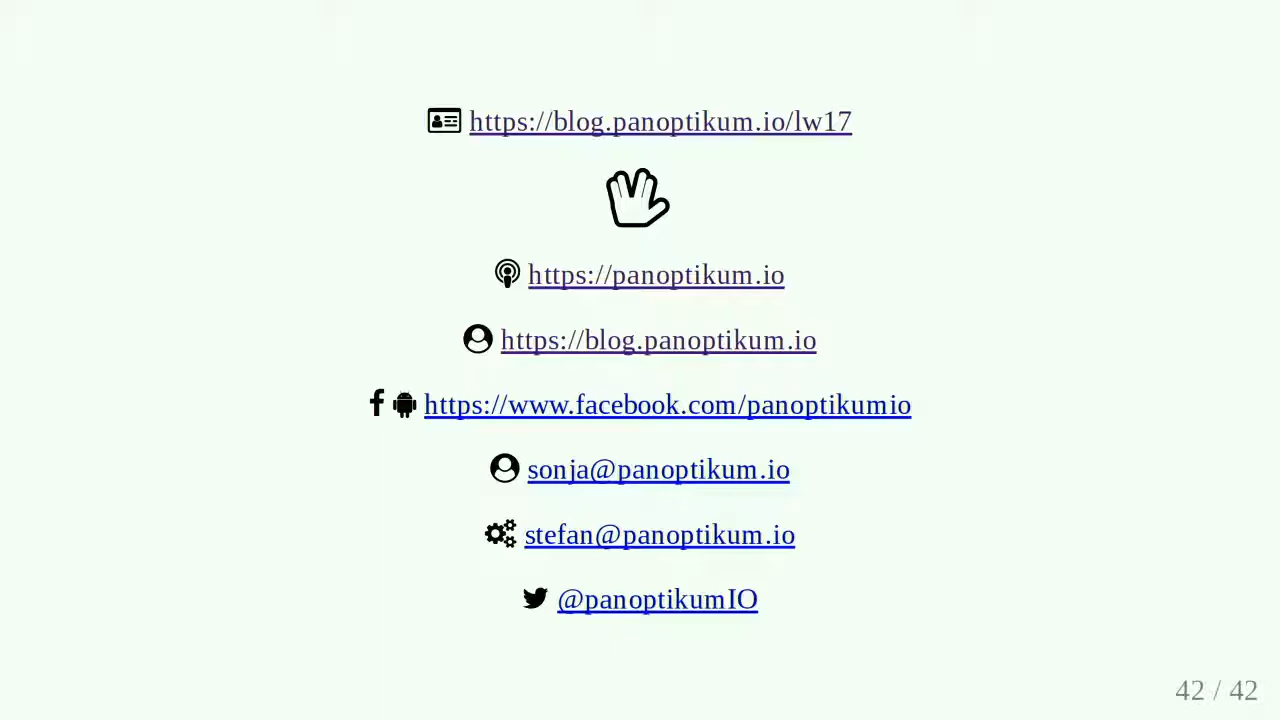 https://blog.panoptikum.io/lw17
https://panoptikum.io
https://blog.panoptikum.io
https://www.facebook.com/panoptikumio
sonja@panoptikum.io
stefan@panoptikum.io
@panoptikumIO
42 / 42